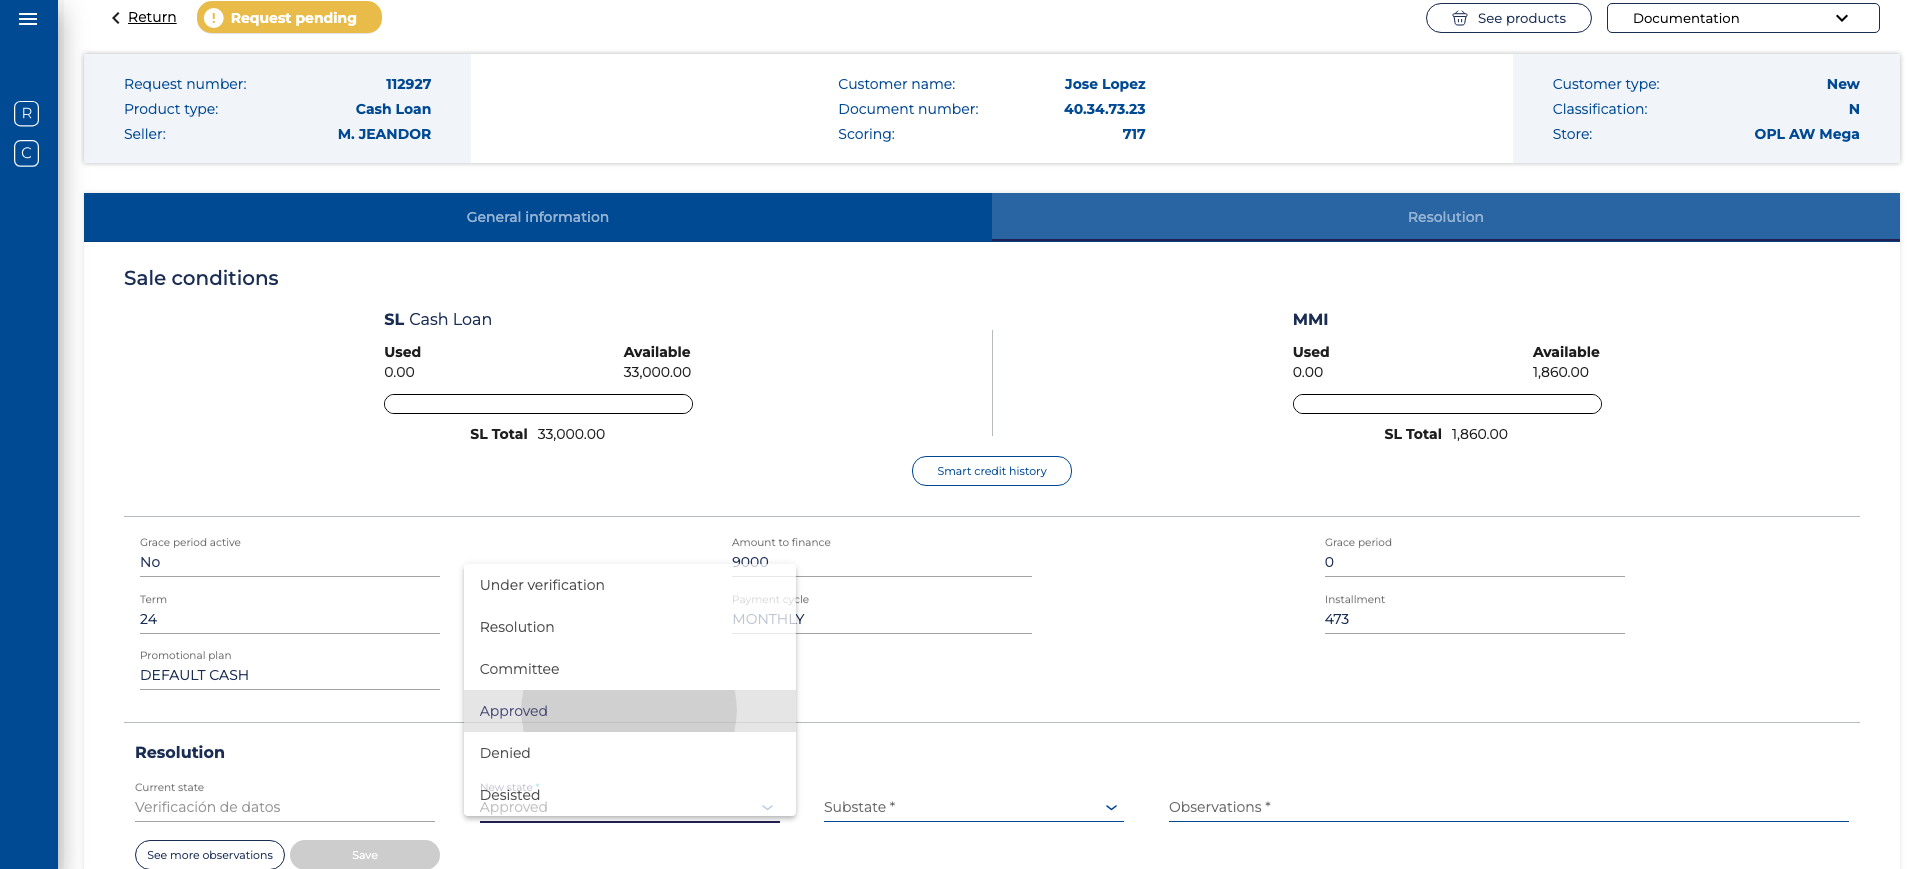 Return
Request pending
See products
Documentation
R
C
Request number: 112927
Product type: Cash Loan
Seller: M. JEANDOR
Customer name: Jose Lopez
Document number: 40.34.73.23
Scoring: 717
Customer type: New
Classification: N
Store: OPL AW Mega
General information
Resolution
Sale conditions
SL Cash Loan
Used Available
0.00 33,000.00
SL Total 33,000.00
MMI
Used Available
0.00 1,860.00
SL Total 1,860.00
Smart credit history
Grace period active
No
Amount to finance
9000
Grace period
0
Term
24
Payment cycle
MONTHLY
Installment
473
Promotional plan
DEFAULT CASH
Under verification
Resolution
Committee
Approved
Denied
Desisted
Resolution
Current state
Verificación de datos
New state *
Approved
Substate *
Observations *
See more observations
Save